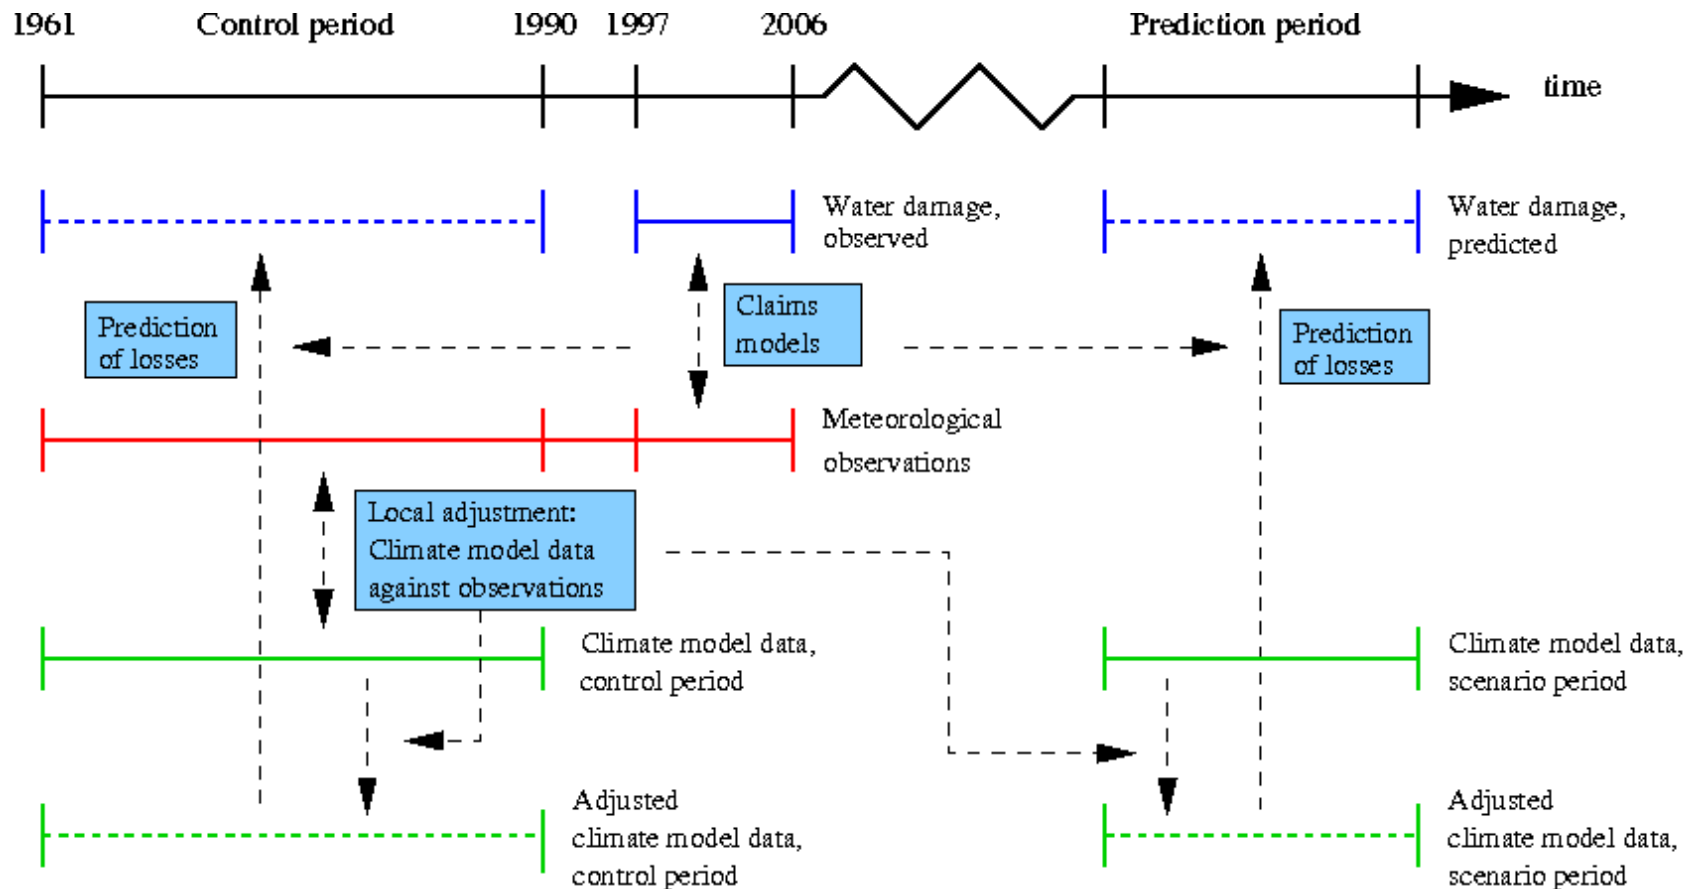 1961
Control period
1990
1997
2006
Prediction period
time
Water damage,
observed
Water damage,
predicted
Prediction
of losses
Claims
models
Prediction
of losses
Meteorological
observations
Local adjustment:
Climate model data
against observations
Climate model data,
control period
Climate model data,
scenario period
Adjusted
climate model data,
control period
Adjusted
climate model data,
scenario period